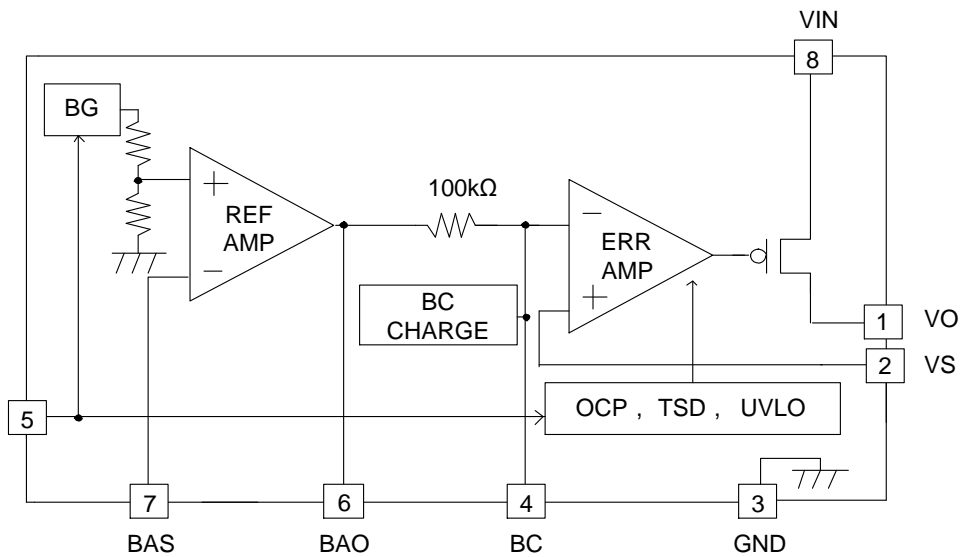 VIN
8
BG
100kΩ
+
REF
AMP
−
−
ERR
AMP
+
BC
CHARGE
1
VO
2
VS
5
OCP , TSD , UVLO
7
6
4
3
BAS
BAO
BC
GND